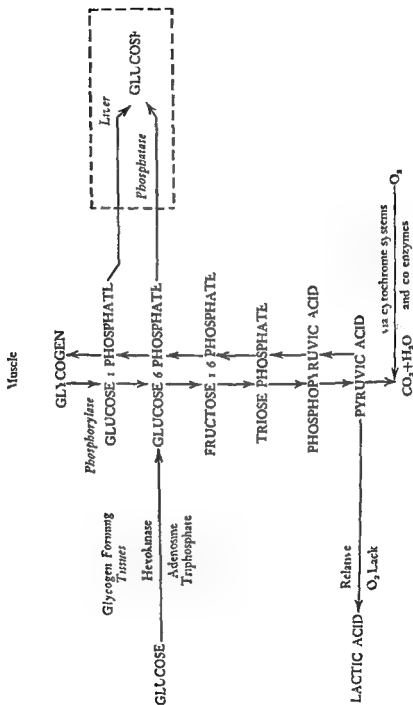 Muscle
GLYCOGEN
Phosphorylase
Liver
GLUCOSE 1 PHOSPHATE
GLUCOSE
Glycogen Forming
Tissues
Phosphatase
GLUCOSE
Hexokinase
GLUCOSE 6 PHOSPHATE
Adenosine
Triphosphate
FRUCTOSE 1 6 PHOSPHATE
TRIOSE PHOSPHATE
PHOSPHOPYRUVIC ACID
Relative
O₂ Lack
LACTIC ACID
PYRUVIC ACID
via cytochrome systems
O₂
and co enzymes
CO₂+H₂O